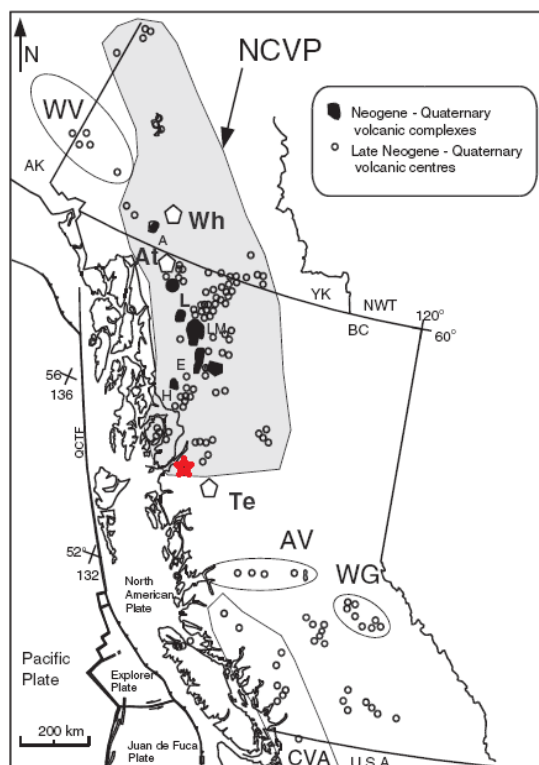 NCVP
N
WV
Neogene - Quaternary
volcanic complexes
Late Neogene - Quaternary
volcanic centres
AK
Wh
A
At
YK
NWT
120°
BC
60°
L
LM
E
56
136
H
QCTF
Te
AV
52°
132
WG
North
American
Plate
Pacific
Plate
Explorer
Plate
200 km
Juan de Fuca
Plate
CVA
U.S.A.